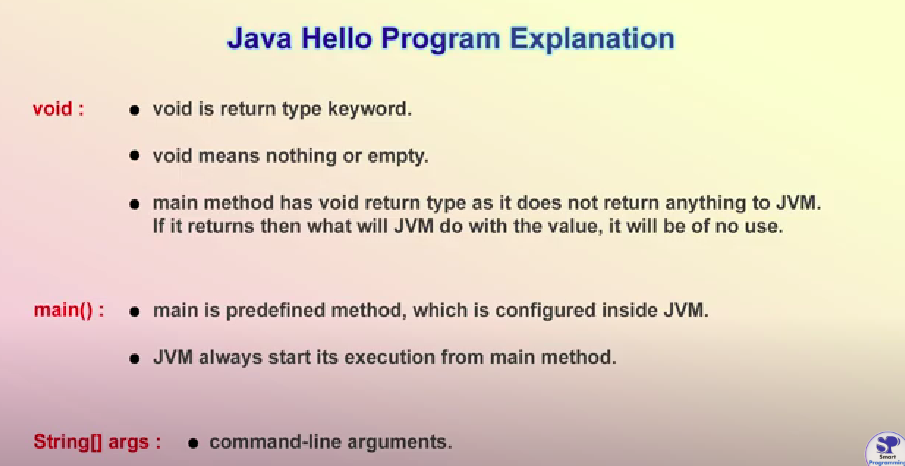 Java Hello Program Explanation
void :
● void is return type keyword.
● void means nothing or empty.
● main method has void return type as it does not return anything to JVM.
If it returns then what will JVM do with the value, it will be of no use.
main() :
● main is predefined method, which is configured inside JVM.
● JVM always start its execution from main method.
String[] args :
● command-line arguments.
SP
Smart
Programming